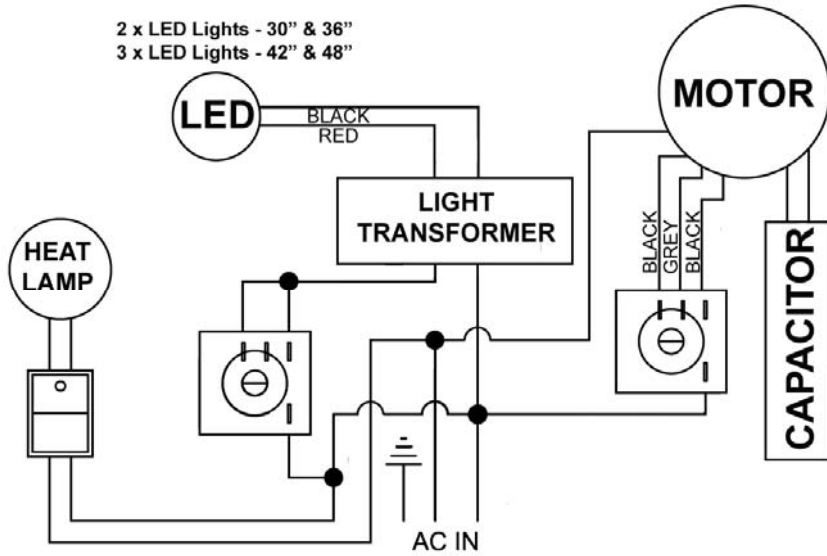 2 x LED Lights - 30” & 36”
3 x LED Lights - 42” & 48”
LED
BLACK
RED
MOTOR
LIGHT
TRANSFORMER
HEAT
LAMP
BLACK
GREY
BLACK
CAPACITOR
AC IN